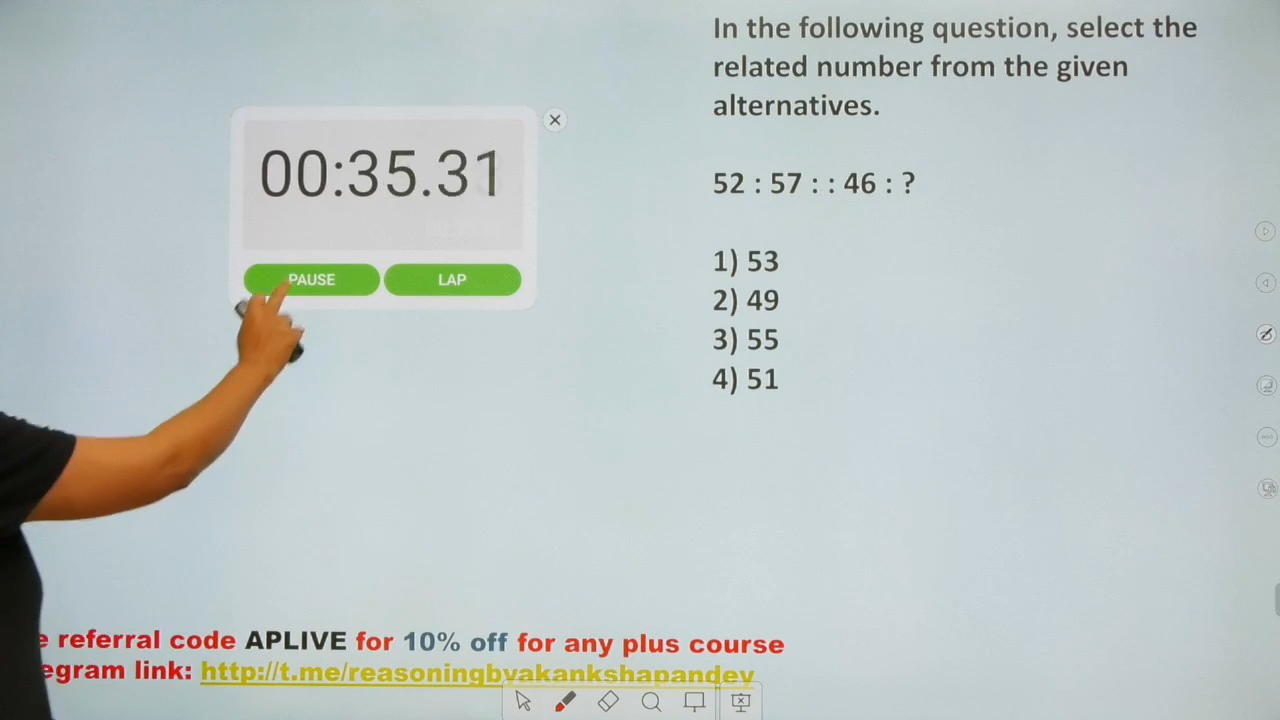 In the following question, select the
related number from the given
alternatives.
00:35.31
52 : 57 : : 46 : ?
PAUSE
LAP
1) 53
2) 49
3) 55
4) 51
referral code APLIVE for 10% off for any plus course
link: http://t.me/reasoningbyakankshapandey